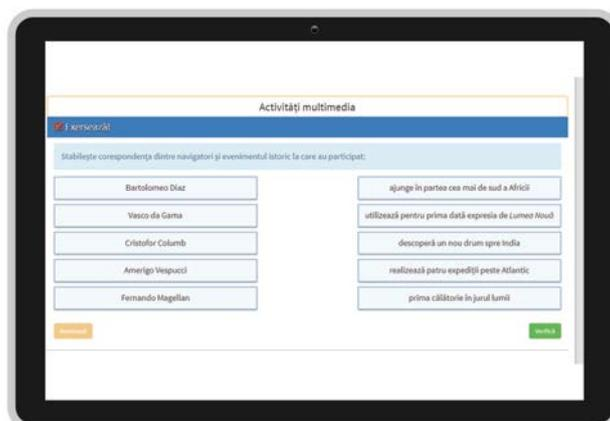 Activități multimedia
Exersează!
Stabilește corespondența dintre navigatori și evenimentul istoric la care au participat:
Bartolomeo Diaz
ajunge în partea cea mai de sud a Africii
Vasco da Gama
utilizează pentru prima dată expresia de Lumea Nouă
Cristofor Columb
descoperă un nou drum spre India
Amerigo Vespucci
realizează patru expediții peste Atlantic
Fernando Magellan
prima călătorie în jurul lumii
Verifică